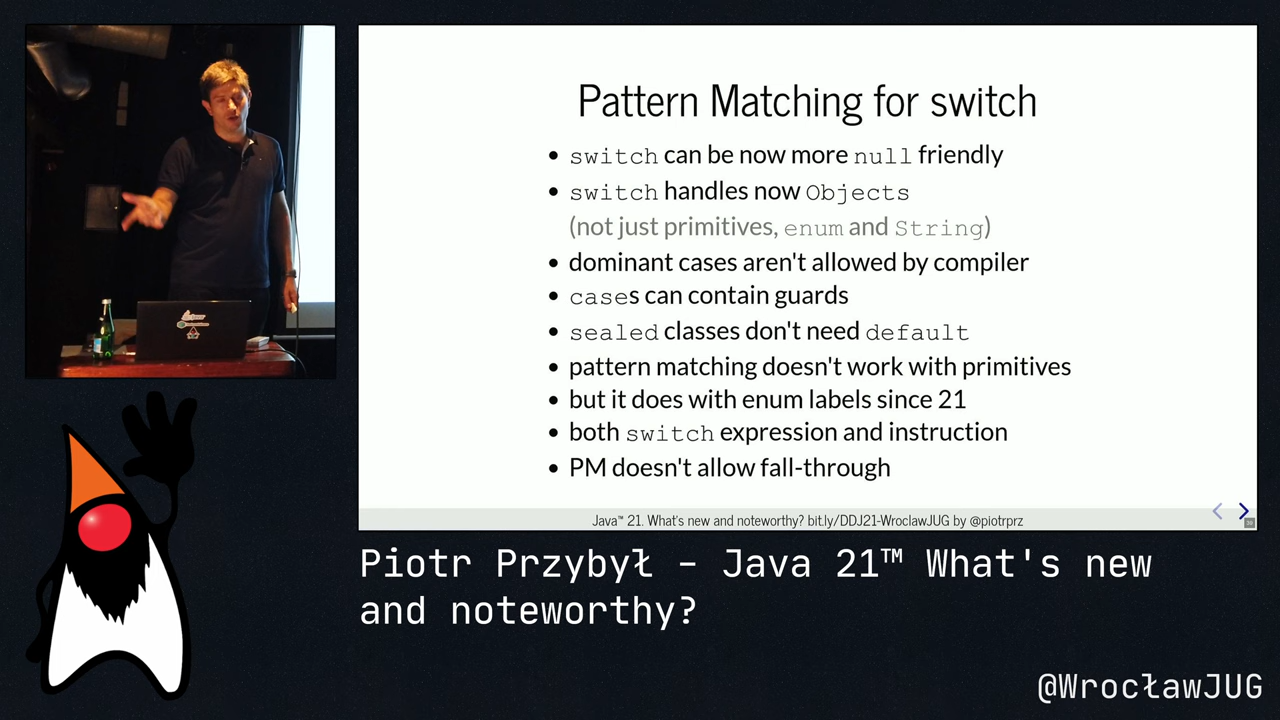 Pattern Matching for switch
• switch can be now more null friendly
• switch handles now Objects
(not just primitives, enum and String)
• dominant cases aren't allowed by compiler
• cases can contain guards
• sealed classes don't need default
• pattern matching doesn't work with primitives
• but it does with enum labels since 21
• both switch expression and instruction
• PM doesn't allow fall-through
Java™ 21. What's new and noteworthy? bit.ly/DDJ21-WroclawJUG by @piotrprz
Piotr Przybył – Java 21™ What's new
and noteworthy?
@WrocławJUG